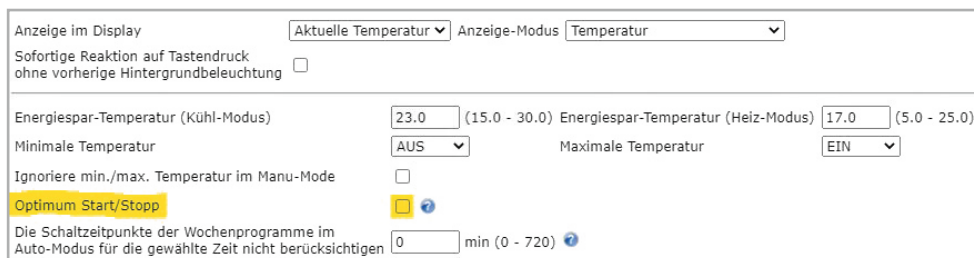 Anzeige im Display Aktuelle Temperatur Anzeige-Modus Temperatur
Sofortige Reaktion auf Tastendruck
ohne vorherige Hintergrundbeleuchtung
Energiespar-Temperatur (Kühl-Modus) 23.0 (15.0 - 30.0) Energiespar-Temperatur (Heiz-Modus) 17.0 (5.0 - 25.0)
Minimale Temperatur AUS Maximale Temperatur EIN
Ignoriere min./max. Temperatur im Manu-Mode
Optimum Start/Stopp ?
Die Schaltzeitpunkte der Wochenprogramme im
Auto-Modus für die gewählte Zeit nicht berücksichtigen 0 min (0 - 720) ?